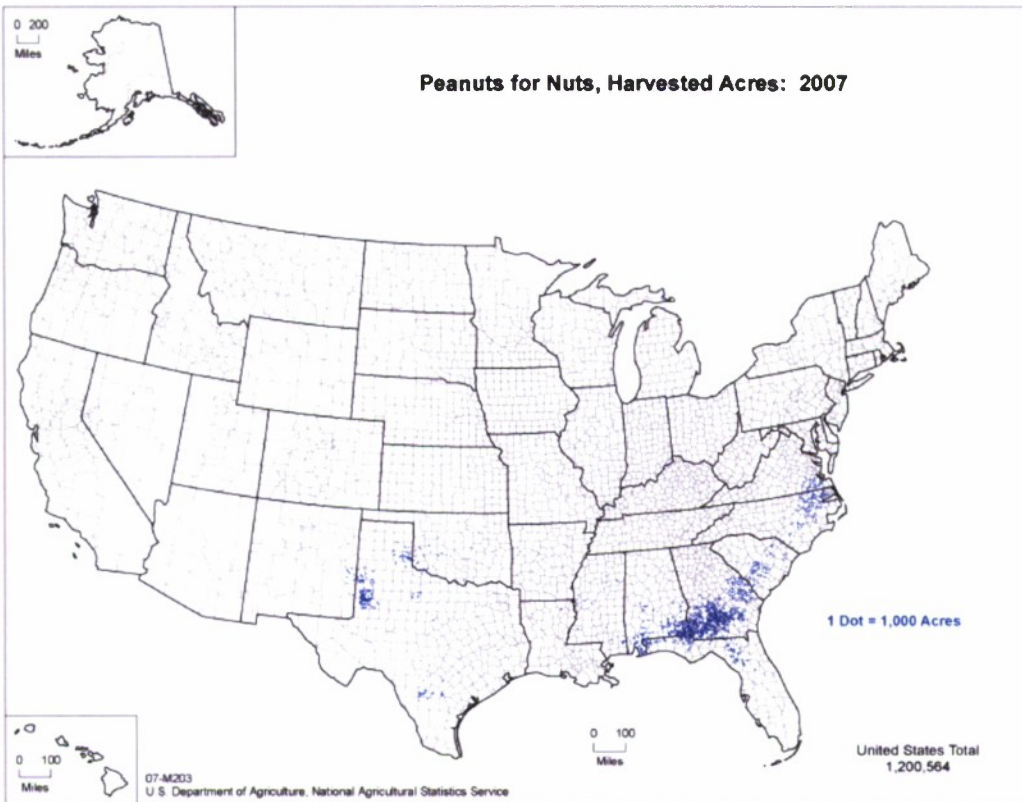 0 200
Miles
Peanuts for Nuts, Harvested Acres: 2007
1 Dot = 1,000 Acres
0 100
Miles
0 100
Miles
United States Total
1,200,564
07-M203
U.S. Department of Agriculture, National Agricultural Statistics Service